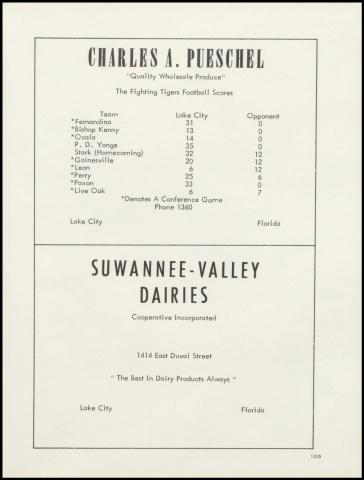 CHARLES A. PUESCHEL
"Quality Wholesale Produce"
The Fighting Tigers Football Scores
Team Lake City Opponent
*Fernandina 31 0
*Bishop Kenny 13 0
*Ocala 14 0
P. D. Yonge 35 0
Stark (Homecoming) 32 12
*Gainesville 20 12
*Leon 6 12
*Perry 25 6
*Paxon 33 0
*Live Oak 6 7
*Denotes A Conference Game
Phone 1360
Lake City Florida
SUWANNEE-VALLEY
DAIRIES
Cooperative Incorporated
1414 East Duval Street
" The Best In Dairy Products Always "
Lake City Florida
129